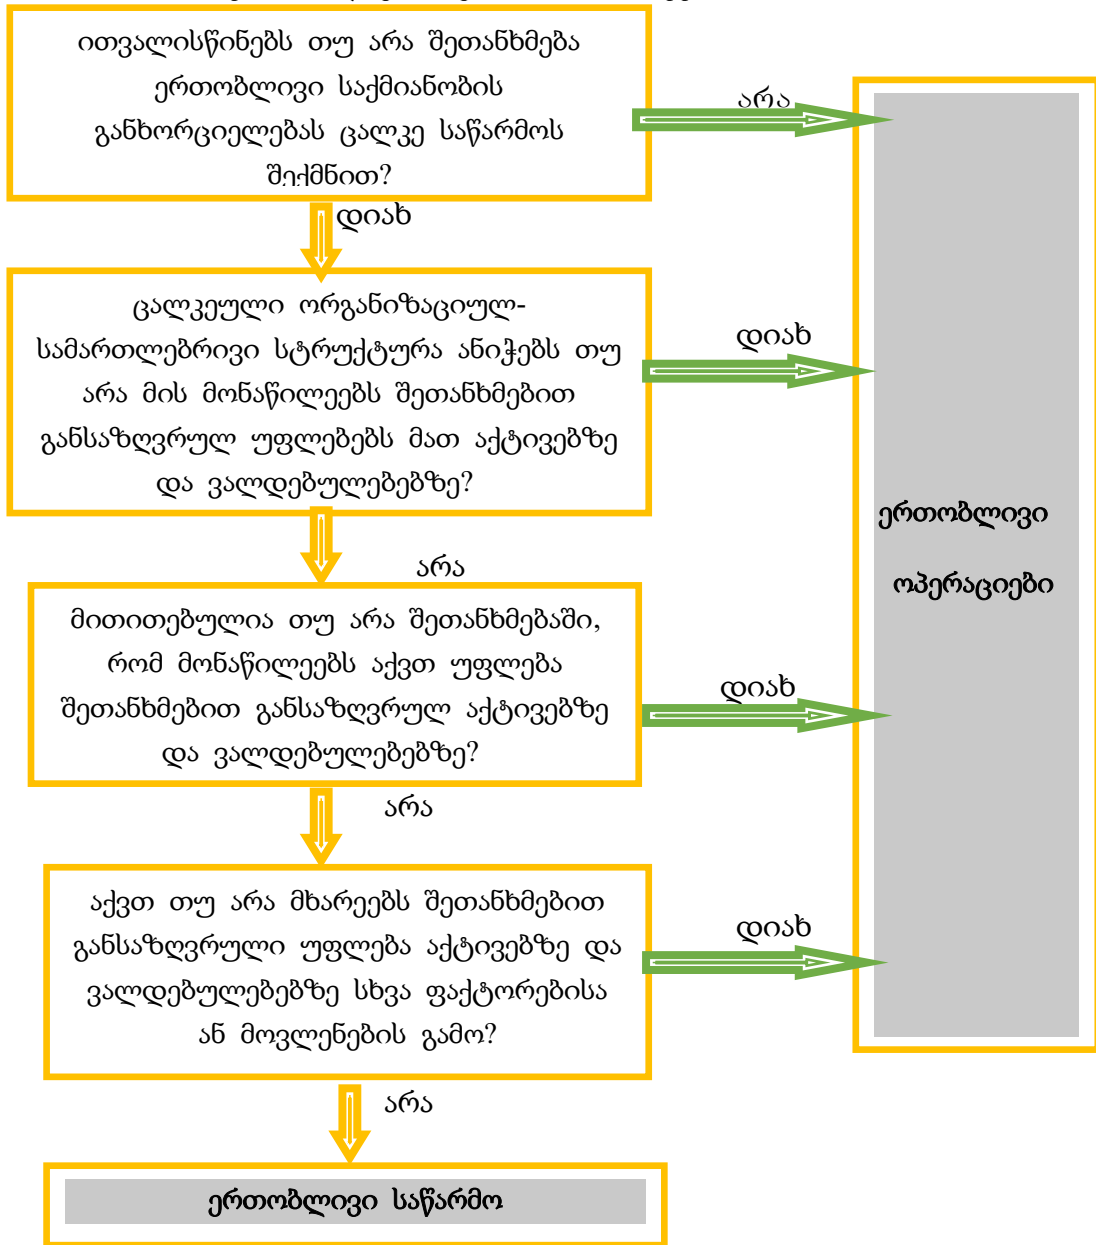 ითვალისწინებს თუ არა შეთანხმება
ერთობლივი საქმიანობის
განხორციელებას ცალკე საწარმოს
შექმნით?
არა
დიახ
ცალკეული ორგანიზაციულ-
სამართლებრივი სტრუქტურა ანიჭებს თუ
არა მის მონაწილეებს შეთანხმებით
განსაზღვრულ უფლებებს მათ აქტივებზე
და ვალდებულებებზე?
დიახ
არა
მითითებულია თუ არა შეთანხმებაში,
რომ მონაწილეებს აქვთ უფლება
შეთანხმებით განსაზღვრულ აქტივებზე
და ვალდებულებებზე?
დიახ
არა
აქვთ თუ არა მხარეებს შეთანხმებით
განსაზღვრული უფლება აქტივებზე და
ვალდებულებებზე სხვა ფაქტორებისა
ან მოვლენების გამო?
დიახ
არა
ერთობლივი
ოპერაციები
ერთობლივი საწარმო